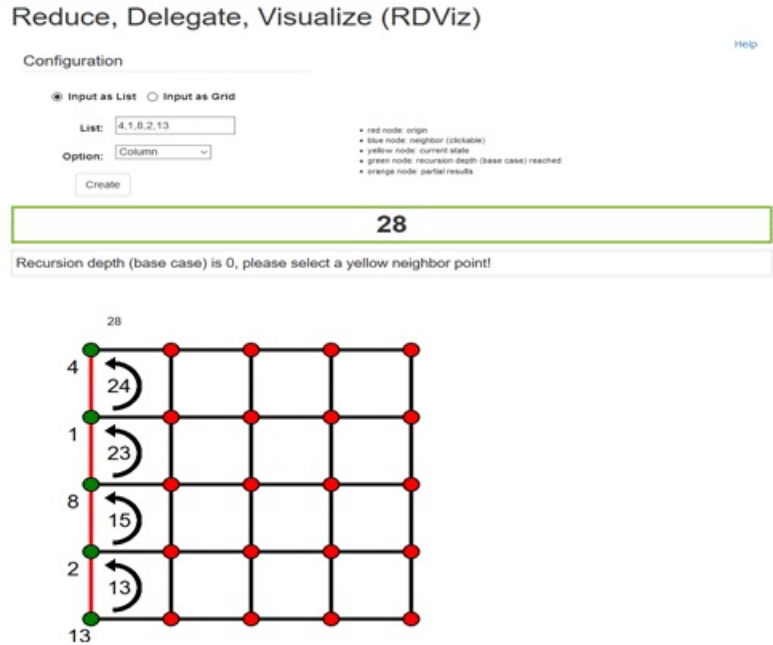 Reduce, Delegate, Visualize (RDViz)
Help
Configuration
Input as List Input as Grid
List: 4,1,8,2,13
Option: Column
Create
• red node: origin
• blue node: neighbor (clickable)
• yellow node: current state
• green node: recursion depth (base case) reached
• orange node: partial results
28
Recursion depth (base case) is 0, please select a yellow neighbor point!
28
4
24
1
23
8
15
2
13
13